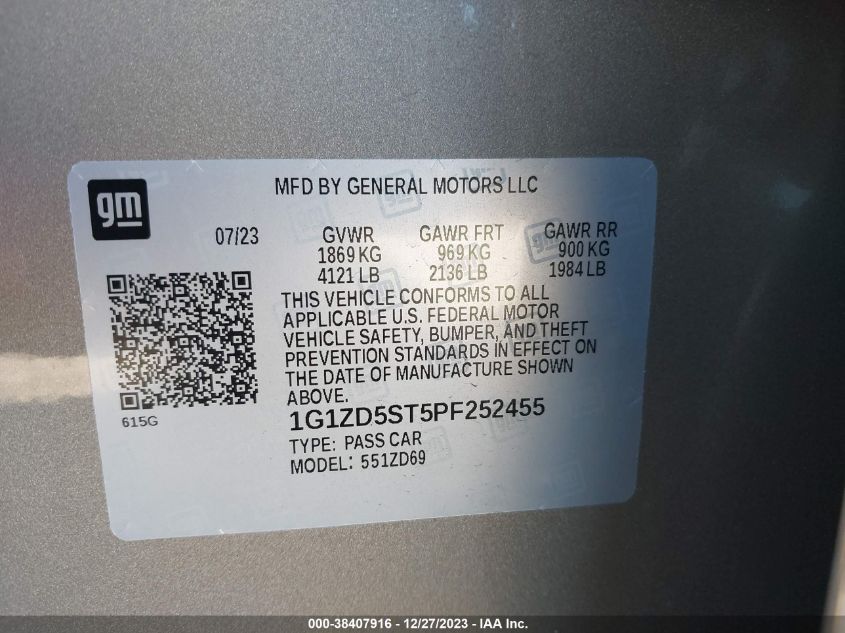 gm
MFD BY GENERAL MOTORS LLC
07/23
GVWR GAWR FRT GAWR RR
1869 KG 969 KG 900 KG
4121 LB 2136 LB 1984 LB
THIS VEHICLE CONFORMS TO ALL
APPLICABLE U.S. FEDERAL MOTOR
VEHICLE SAFETY, BUMPER, AND THEFT
PREVENTION STANDARDS IN EFFECT ON
THE DATE OF MANUFACTURE SHOWN
ABOVE.
615G
1G1ZD5ST5PF252455
TYPE: PASS CAR
MODEL: 551ZD69
000-38407916 - 12/27/2023 - IAA Inc.